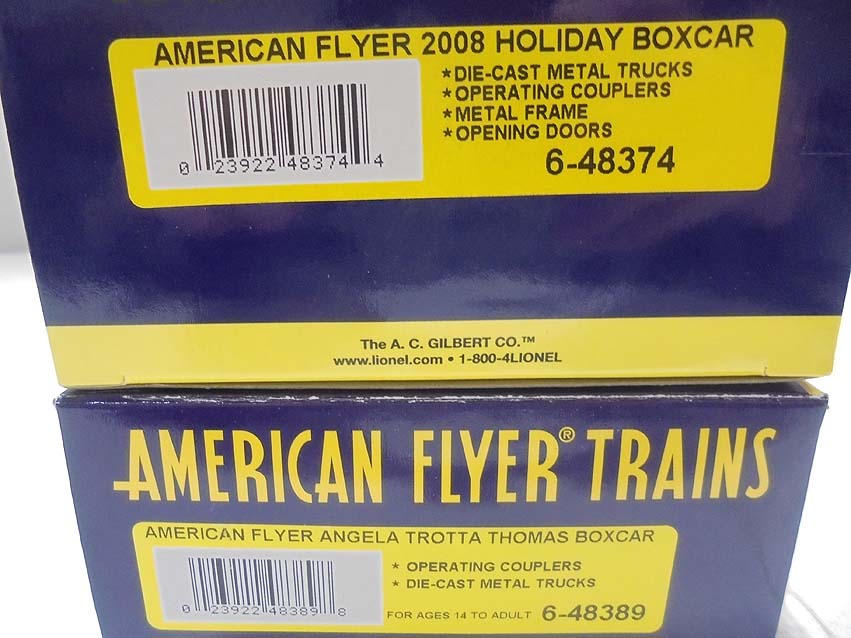 AMERICAN FLYER 2008 HOLIDAY BOXCAR
*DIE-CAST METAL TRUCKS
*OPERATING COUPLERS
*METAL FRAME
*OPENING DOORS
0 23922 48374 4
6-48374
The A. C. GILBERT CO.™
www.lionel.com • 1-800-4LIONEL
AMERICAN FLYER® TRAINS
AMERICAN FLYER ANGELA TROTTA THOMAS BOXCAR
* OPERATING COUPLERS
* DIE-CAST METAL TRUCKS
0 23922 48389 8
FOR AGES 14 TO ADULT 6-48389